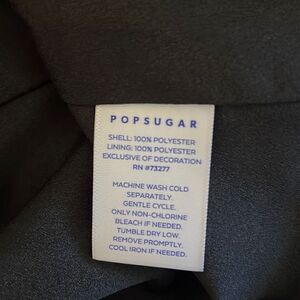 POPSUGAR
SHELL: 100% POLYESTER
LINING: 100% POLYESTER
EXCLUSIVE OF DECORATION
RN #73277
MACHINE WASH COLD
SEPARATELY.
GENTLE CYCLE.
ONLY NON-CHLORINE
BLEACH IF NEEDED.
TUMBLE DRY LOW.
REMOVE PROMPTLY.
COOL IRON IF NEEDED.